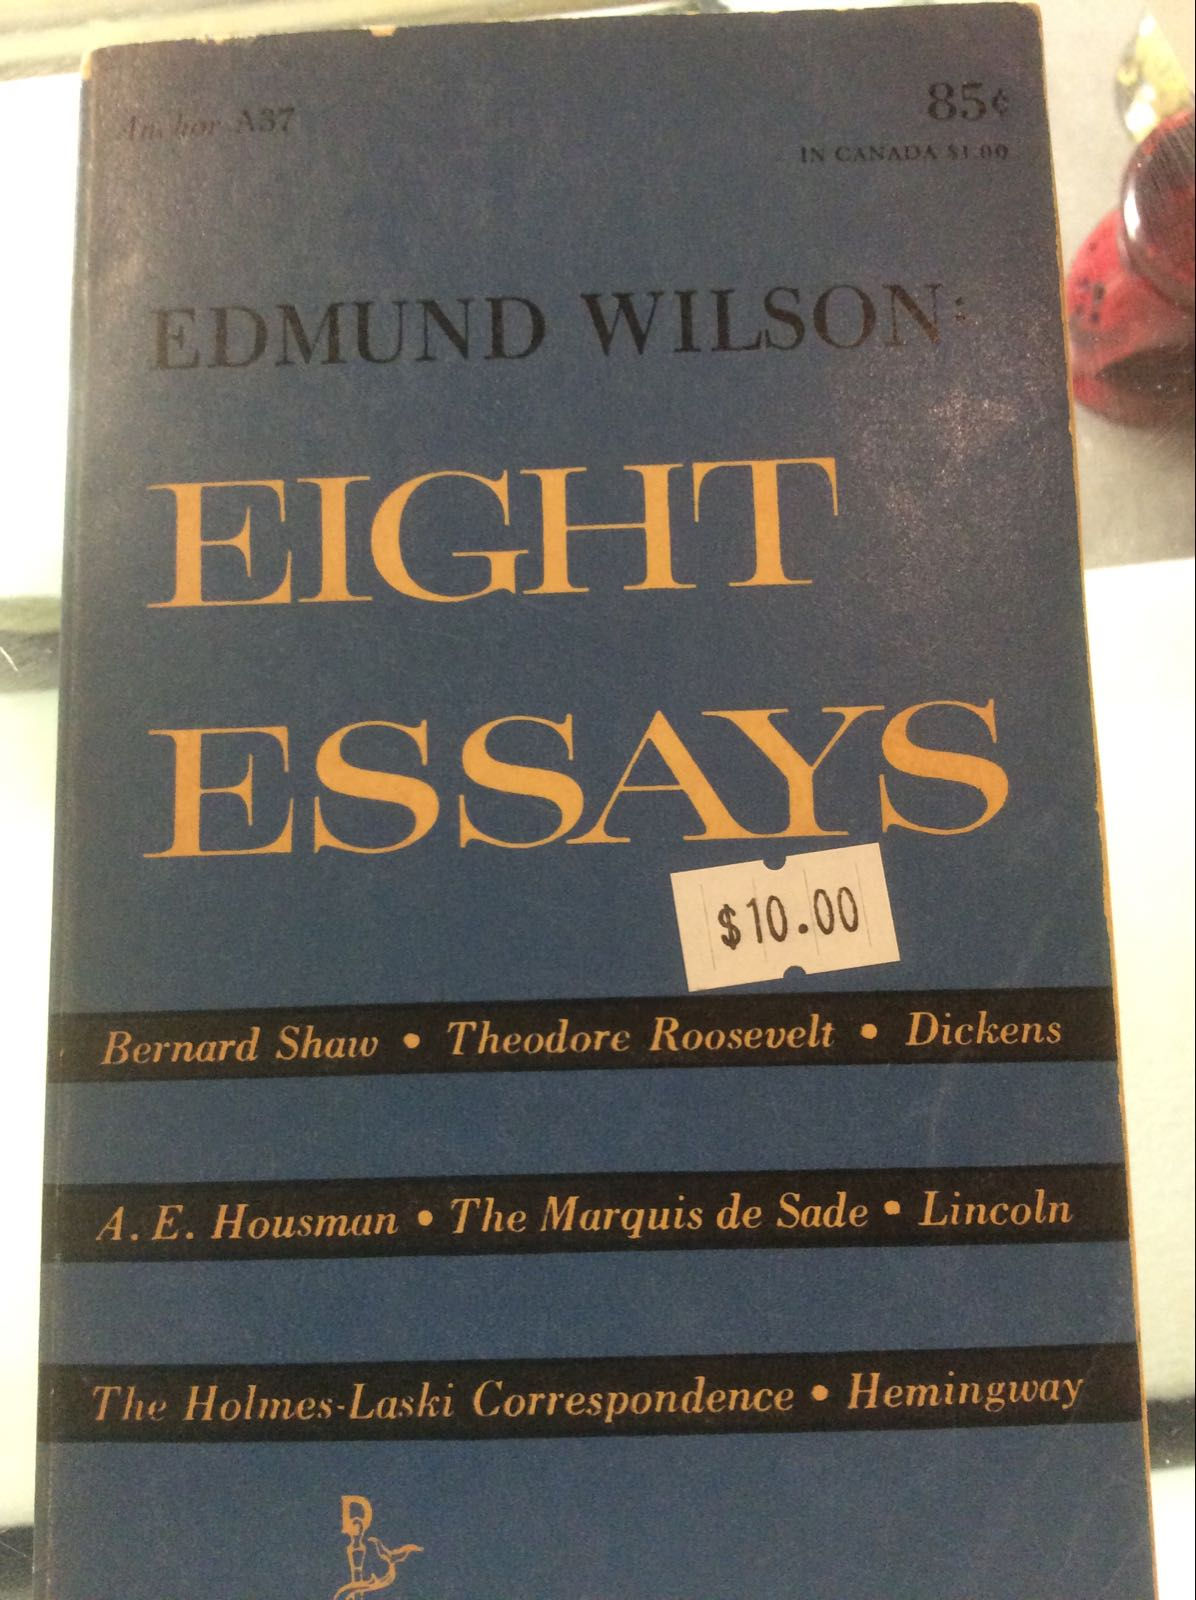 Anchor A37
85¢
IN CANADA $1.00
EDMUND WILSON:
EIGHT
ESSAYS
$10.00
Bernard Shaw • Theodore Roosevelt • Dickens
A. E. Housman • The Marquis de Sade • Lincoln
The Holmes-Laski Correspondence • Hemingway
D